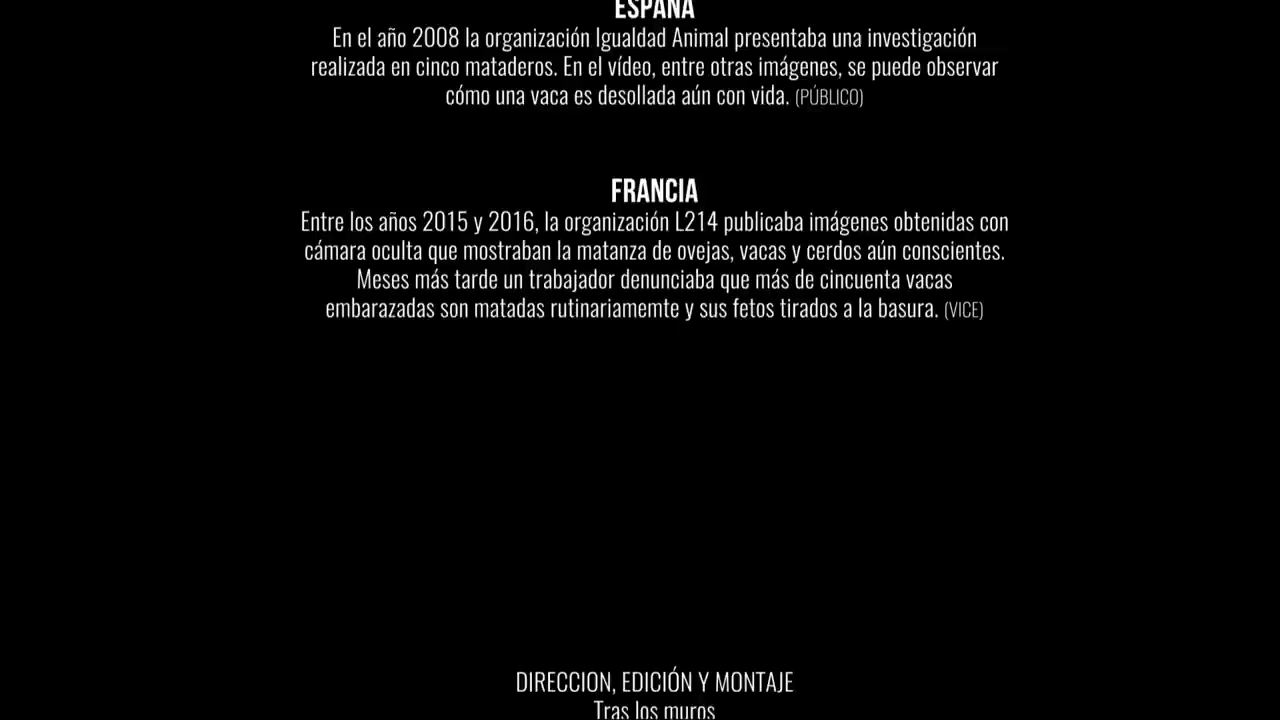 ESPAÑA
En el año 2008 la organización Igualdad Animal presentaba una investigación
realizada en cinco mataderos. En el vídeo, entre otras imágenes, se puede observar
cómo una vaca es desollada aún con vida. (PÚBLICO)
FRANCIA
Entre los años 2015 y 2016, la organización L214 publicaba imágenes obtenidas con
cámara oculta que mostraban la matanza de ovejas, vacas y cerdos aún conscientes.
Meses más tarde un trabajador denunciaba que más de cincuenta vacas
embarazadas son matadas rutinariamemte y sus fetos tirados a la basura. (VICE)
DIRECCION, EDICIÓN Y MONTAJE
Tras los muros